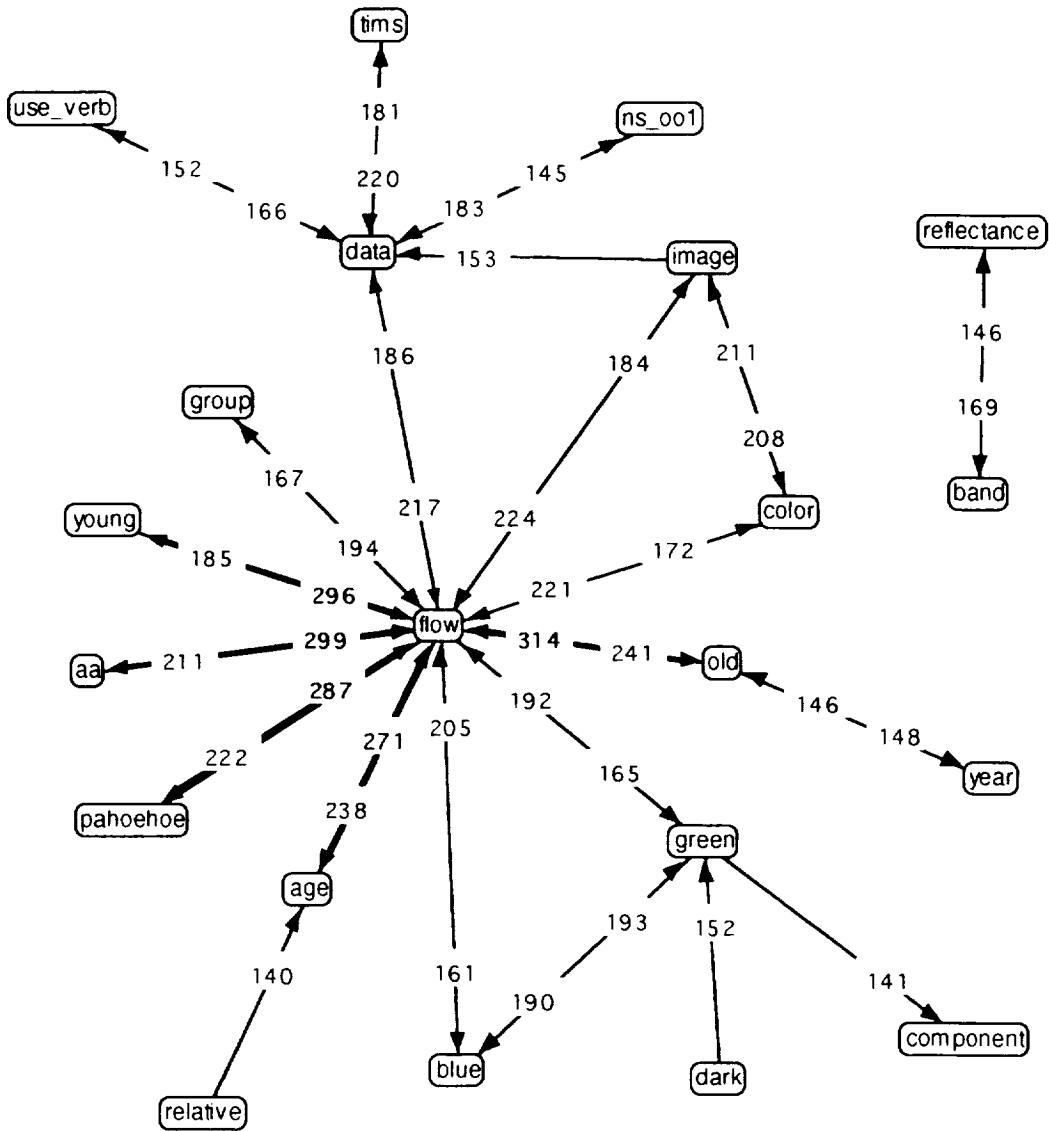 tims
use_verb
181
ns_oo1
152
220
145
166
183
data
153
image
reflectance
186
184
211
146
group
169
208
167
band
young
217
224
color
185
194
172
296
221
flow
299
314
aa
211
241
old
287
192
146
222
271
205
148
165
year
pahoehoe
238
green
age
193
152
140
161
190
141
component
blue
dark
relative